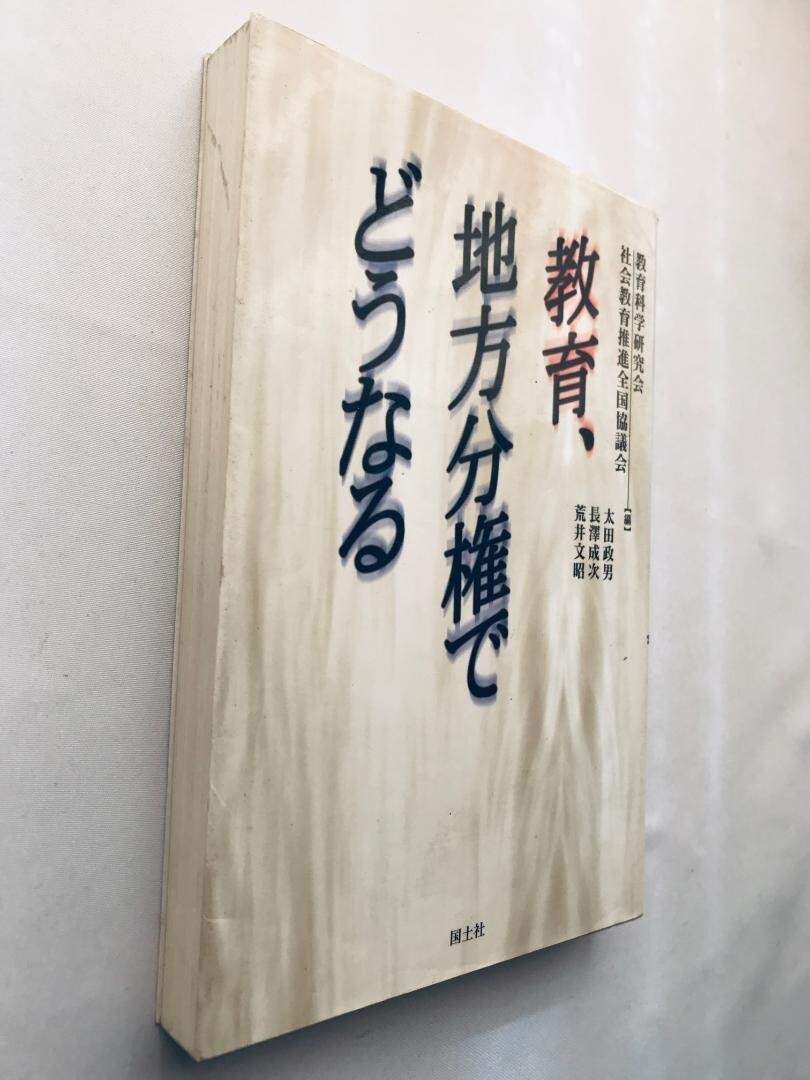 教育科学研究会
社会教育推進全国協議会
【編】
太田政男
長澤成次
荒井文昭
教育、
地方分権で
どうなる
国土社